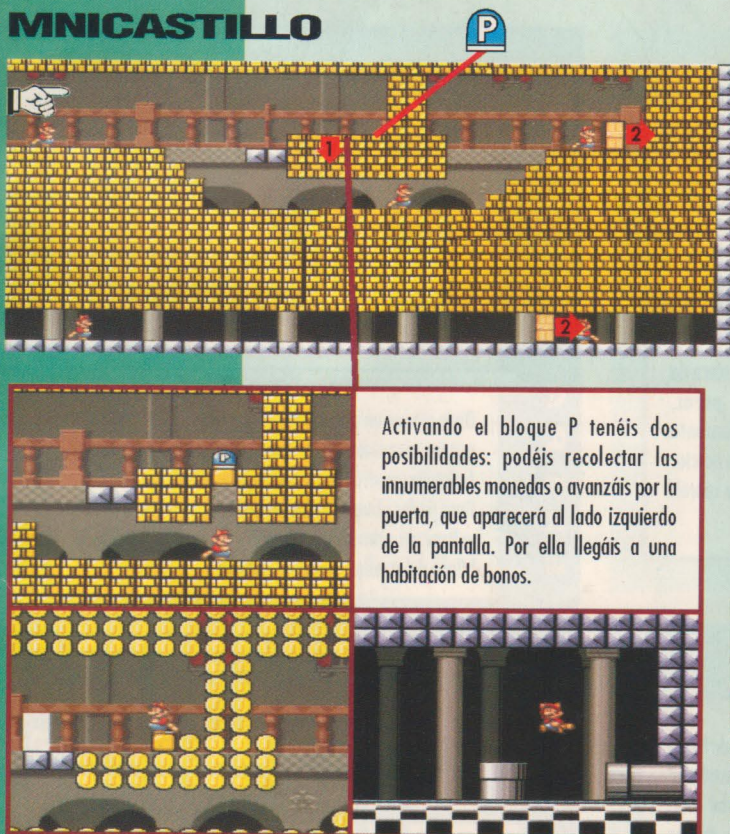 MNICASTILLO
P
1
2
2
P
Activando el bloque P tenéis dos
posibilidades: podéis recolectar las
innumerables monedas o avanzáis por la
puerta, que aparecerá al lado izquierdo
de la pantalla. Por ella llegáis a una
habitación de bonos.